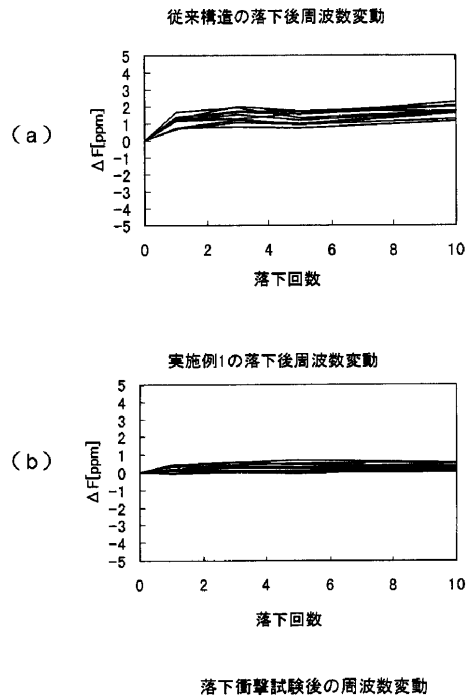 従来構造の落下後周波数変動
(a)
ΔF[ppm]
5
4
3
2
1
0
-1
-2
-3
-4
-5
0 2 4 6 8 10
落下回数
実施例1の落下後周波数変動
(b)
ΔF[ppm]
5
4
3
2
1
0
-1
-2
-3
-4
-5
0 2 4 6 8 10
落下回数
落下衝撃試験後の周波数変動